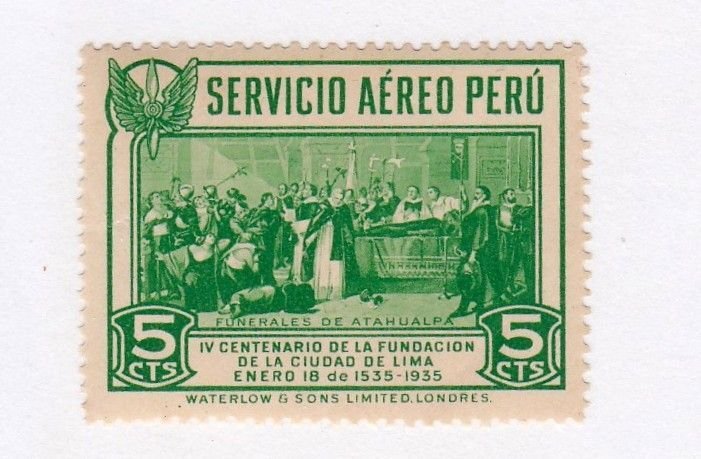 SERVICIO AÉREO PERÚ
FUNERALES DE ATAHUALPA
5 CTS
IV CENTENARIO DE LA FUNDACION
DE LA CIUDAD DE LIMA
ENERO 18 de 1535-1935
5 CTS
WATERLOW & SONS LIMITED, LONDRES.